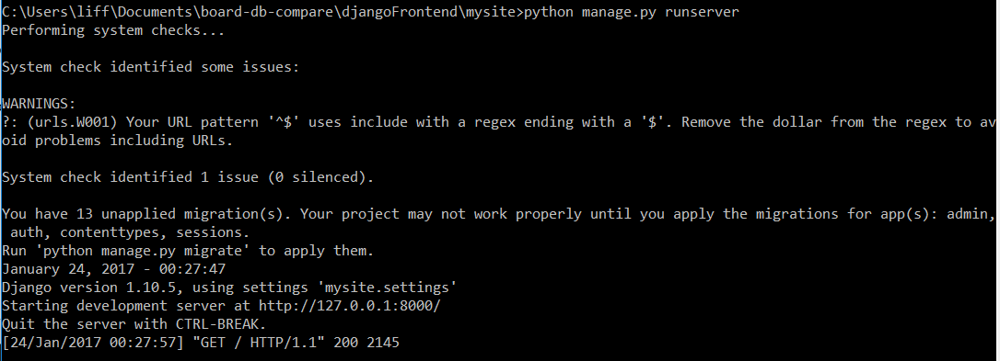 C:\Users\liff\Documents\board-db-compare\djangoFrontend\mysite>python manage.py runserver
Performing system checks...
System check identified some issues:
WARNINGS:
?: (urls.W001) Your URL pattern '^$' uses include with a regex ending with a '$'. Remove the dollar from the regex to av
oid problems including URLs.
System check identified 1 issue (0 silenced).
You have 13 unapplied migration(s). Your project may not work properly until you apply the migrations for app(s): admin,
 auth, contenttypes, sessions.
Run 'python manage.py migrate' to apply them.
January 24, 2017 - 00:27:47
Django version 1.10.5, using settings 'mysite.settings'
Starting development server at http://127.0.0.1:8000/
Quit the server with CTRL-BREAK.
[24/Jan/2017 00:27:57] "GET / HTTP/1.1" 200 2145